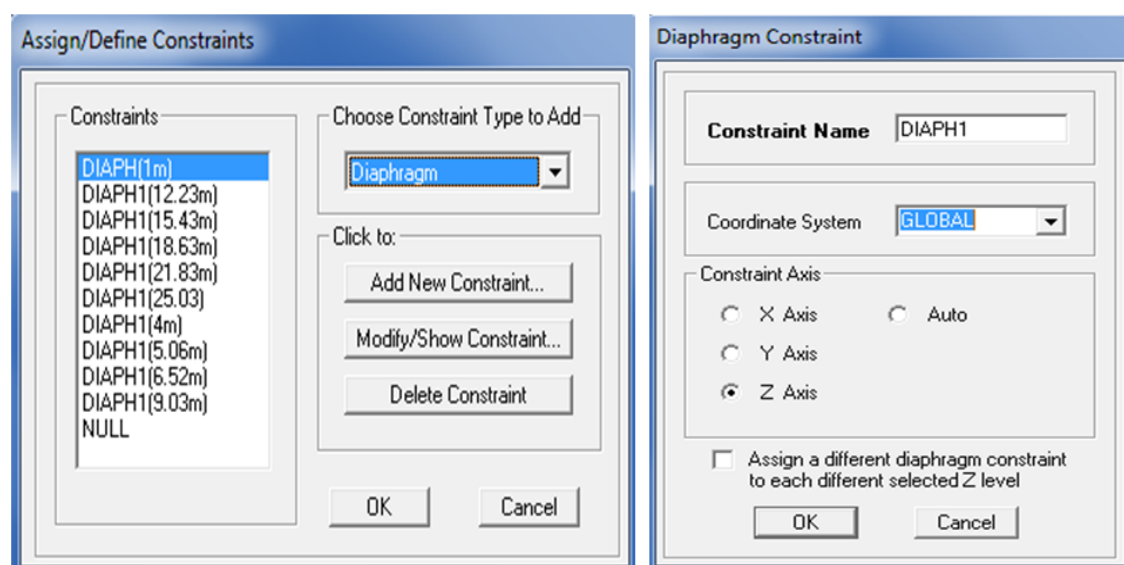 Assign/Define Constraints
Constraints
DIAPH(1m)
DIAPH1(12.23m)
DIAPH1(15.43m)
DIAPH1(18.63m)
DIAPH1(21.83m)
DIAPH1(25.03)
DIAPH1(4m)
DIAPH1(5.06m)
DIAPH1(6.52m)
DIAPH1(9.03m)
NULL
Choose Constraint Type to Add
Diaphragm
Click to:
Add New Constraint...
Modify/Show Constraint...
Delete Constraint
OK
Cancel
Diaphragm Constraint
Constraint Name
DIAPH1
Coordinate System
GLOBAL
Constraint Axis
X Axis
Auto
Y Axis
Z Axis
Assign a different diaphragm constraint
to each different selected Z level
OK
Cancel